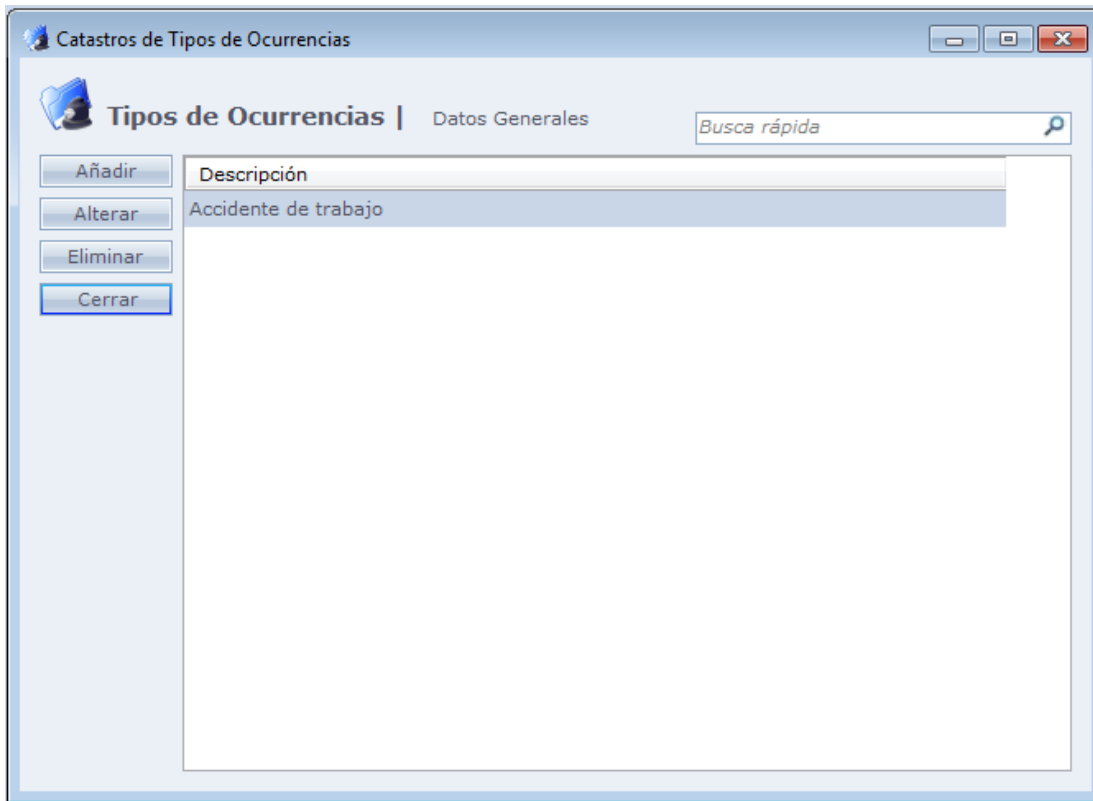 Catastros de Tipos de Ocurrencias
Tipos de Ocurrencias | Datos Generales
Busca rápida
Añadir
Alterar
Eliminar
Cerrar
Descripción
Accidente de trabajo